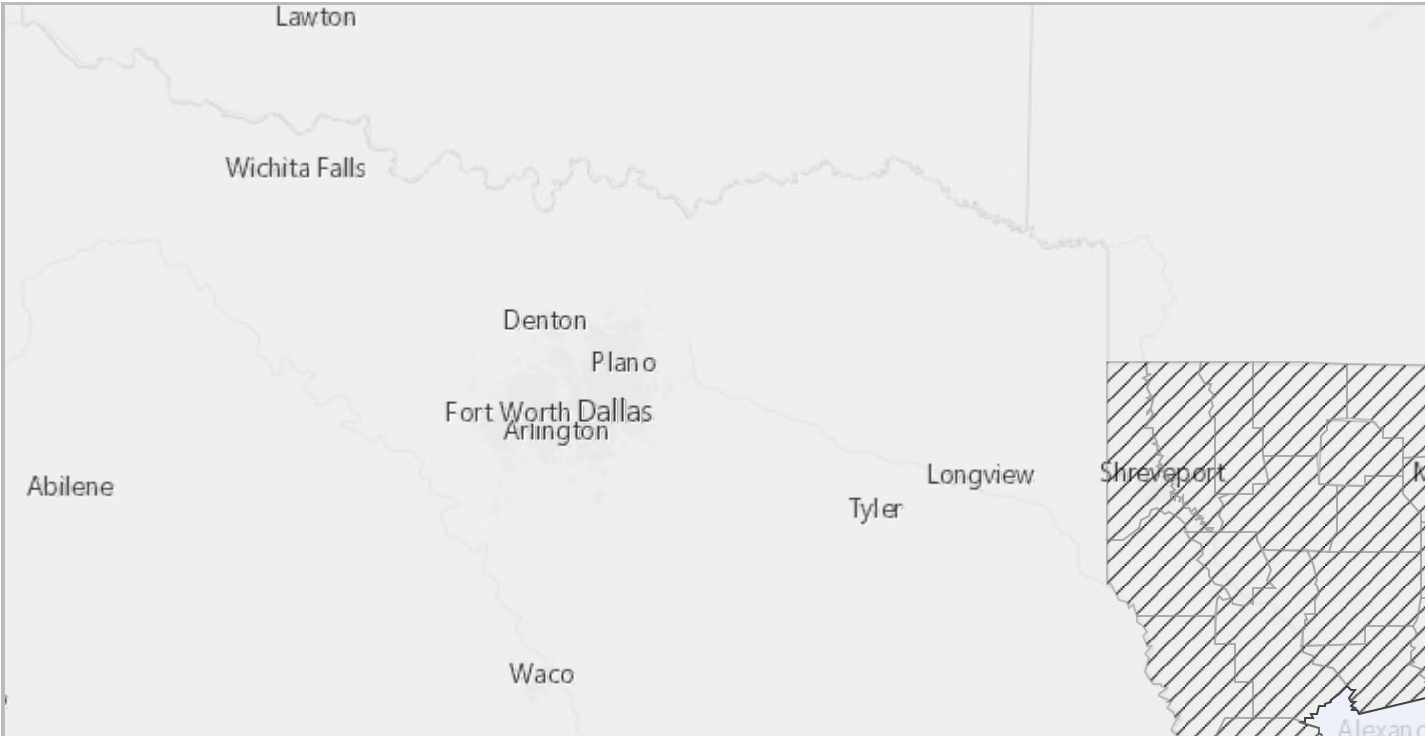 Lawton
Wichita Falls
Denton
Plano
Fort Worth Dallas
Arlington
Longview
Shreveport
Abilene
Tyler
Waco